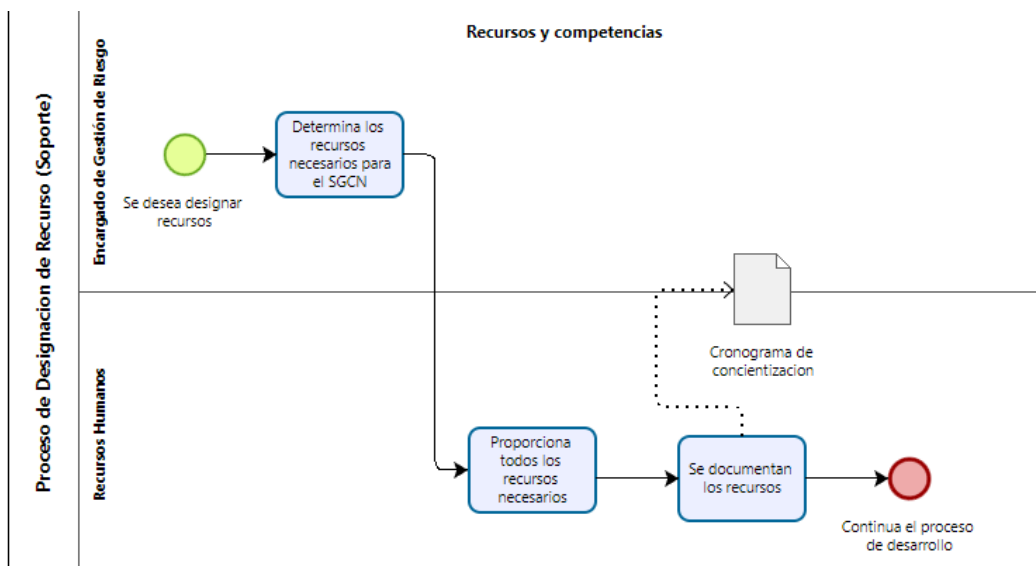 Proceso de Designacion de Recurso (Soporte)
Recursos y competencias
Encargado de Gestión de Riesgo
Se desea designar
recursos
Determina los
recursos
necesarios para
el SGCN
Cronograma de
concientizacion
Recursos Humanos
Proporciona
todos los
recursos
necesarios
Se documentan
los recursos
Continua el proceso
de desarrollo